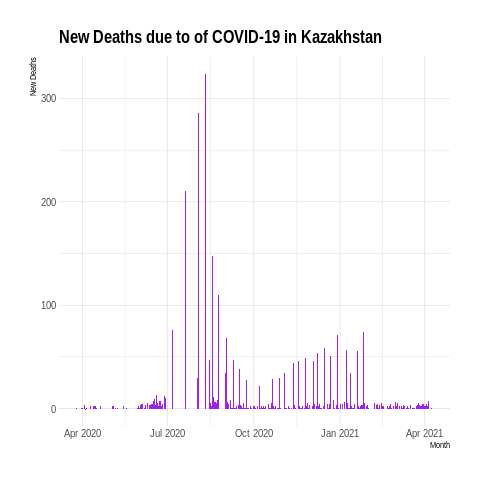 New Deaths due to of COVID-19 in Kazakhstan
New Deaths
300
200
100
0
Apr 2020 Jul 2020 Oct 2020 Jan 2021 Apr 2021
Month